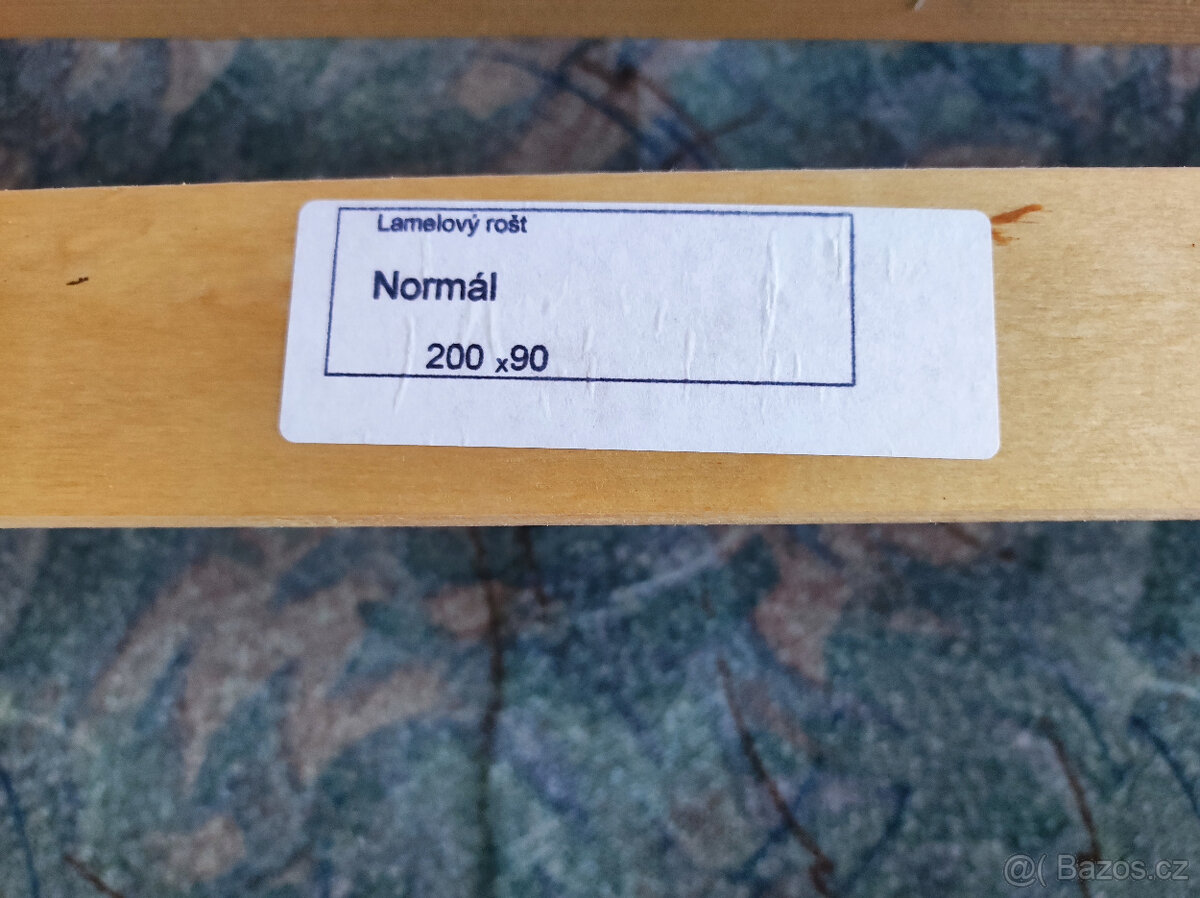 Lamelový rošt
Normál
200 x90
@( Bazos.cz